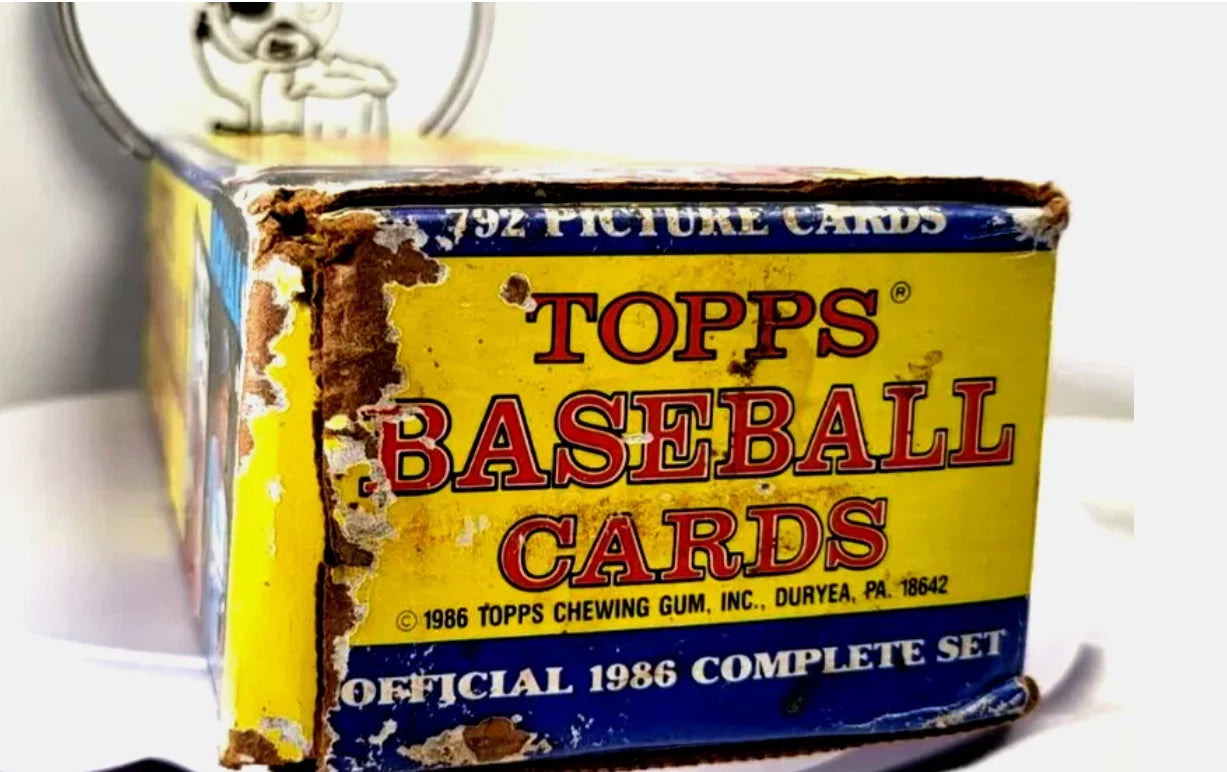 792 PICTURE CARDS
TOPPS®
BASEBALL
CARDS
© 1986 TOPPS CHEWING GUM, INC., DURYEA, PA. 18642
OFFICIAL 1986 COMPLETE SET